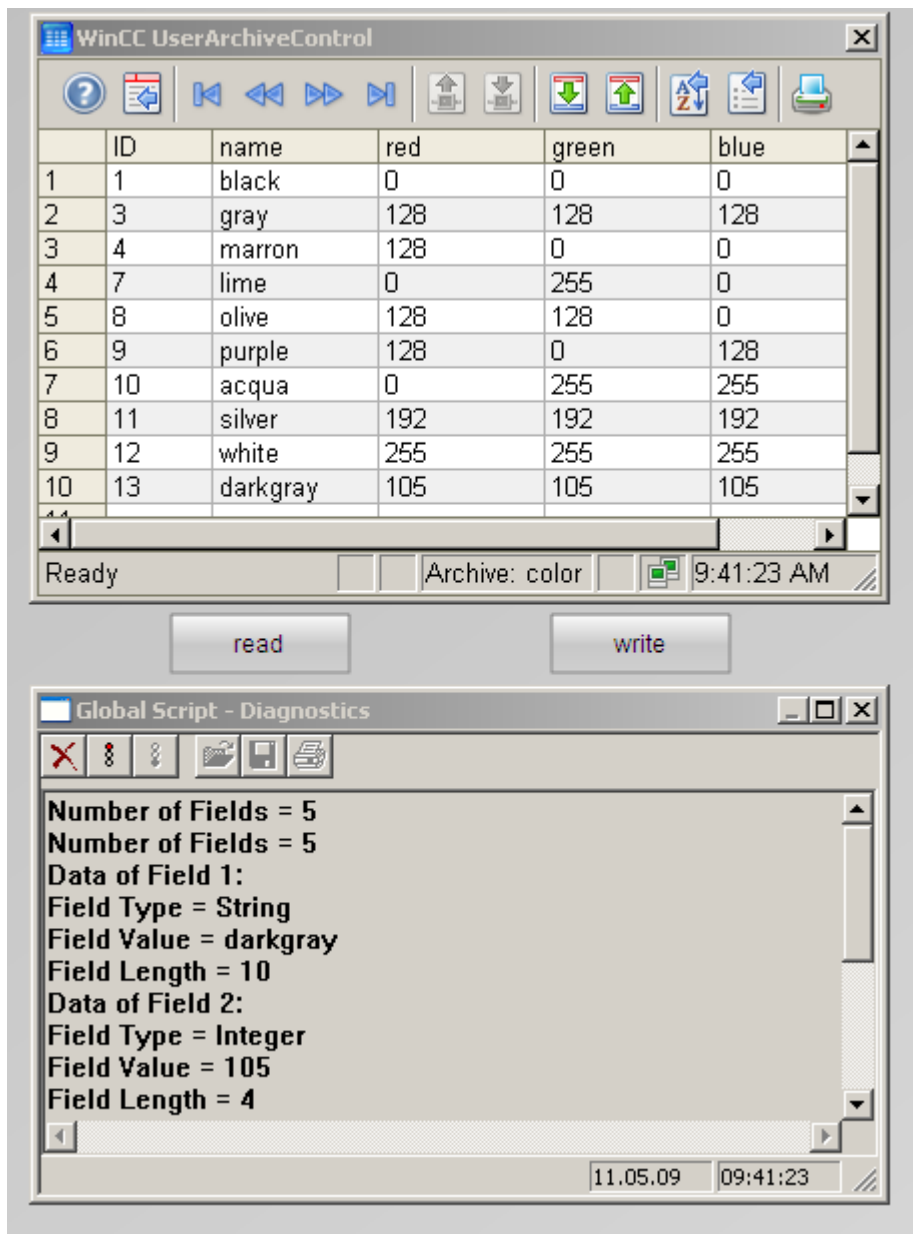 WinCC UserArchiveControl
ID name red green blue
1 1 black 0 0 0
2 3 gray 128 128 128
3 4 marron 128 0 0
4 7 lime 0 255 0
5 8 olive 128 128 0
6 9 purple 128 0 128
7 10 acqua 0 255 255
8 11 silver 192 192 192
9 12 white 255 255 255
10 13 darkgray 105 105 105
Ready Archive: color 9:41:23 AM
read write
Global Script - Diagnostics
Number of Fields = 5
Number of Fields = 5
Data of Field 1:
Field Type = String
Field Value = darkgray
Field Length = 10
Data of Field 2:
Field Type = Integer
Field Value = 105
Field Length = 4
11.05.09 09:41:23